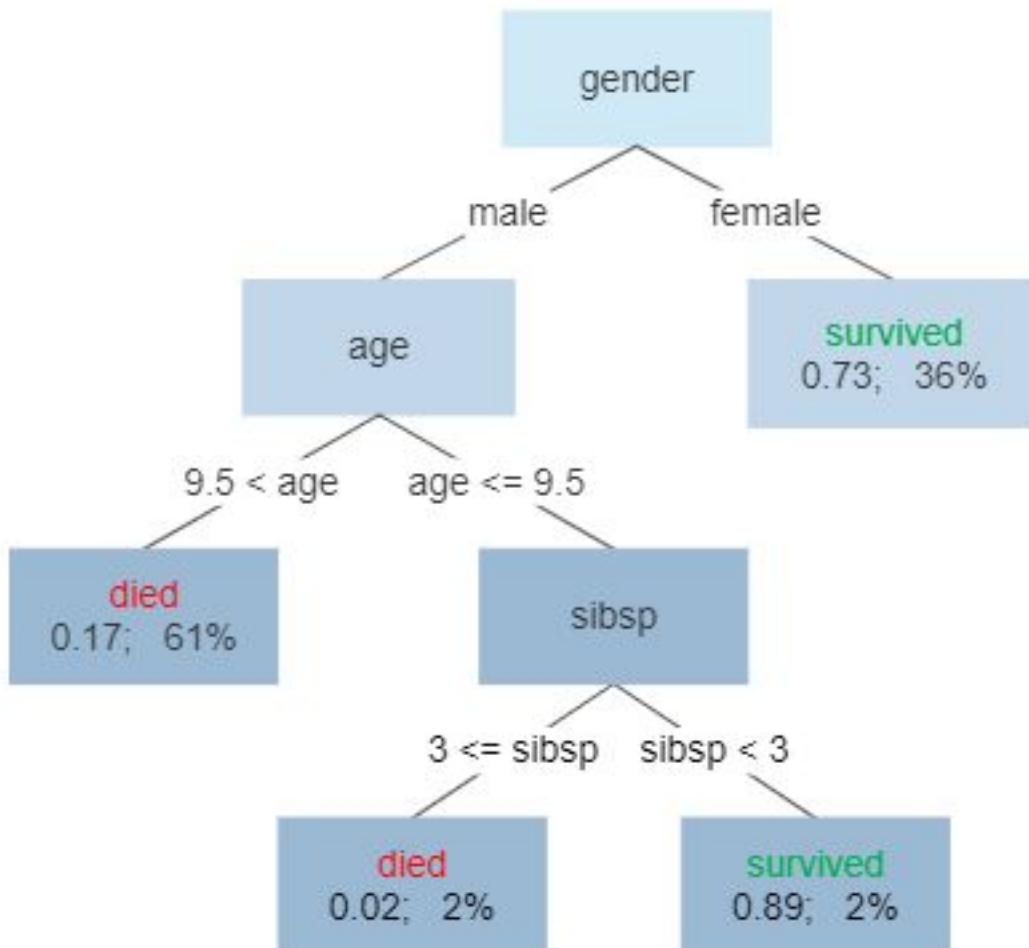 gender
male female
age
survived
0.73; 36%
9.5 < age age <= 9.5
died
0.17; 61%
sibsp
3 <= sibsp sibsp < 3
died
0.02; 2%
survived
0.89; 2%